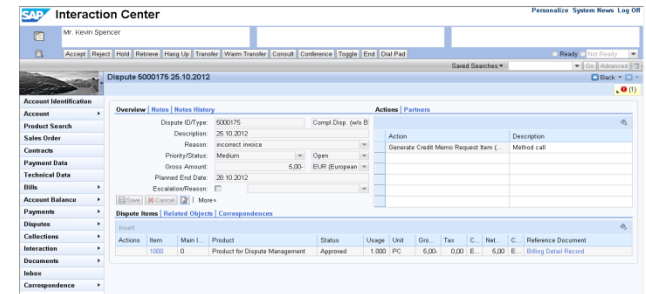 SAP Interaction Center
Personalize System News Log Off
Mr. Kevin Spencer
Accept Reject Hold Retrieve Hang Up Transfer Warm Transfer Consult Conference Toggle End Dial Pad
Ready Not Ready
Saved Searches Go Advanced
Dispute 5000175 25.10.2012
Back
(1)
Account Identification
Account
Product Search
Sales Order
Contracts
Payment Data
Technical Data
Bills
Account Balance
Payments
Disputes
Collections
Interaction
Documents
Inbox
Correspondence
Overview Notes Notes History
Dispute ID/Type: 5000175 Compl.Disp. (w/o B
Description: 25.10.2012
Reason: incorrect invoice
Priority/Status: Medium Open
Gross Amount: 5,00- EUR (European
Planned End Date: 28.10.2012
Escalation/Reason:
Save Cancel More
Actions Partners
Action Description
Generate Credit Memo Request Item (... Method call
Dispute Items Related Objects Correspondences
Insert
Actions Item Main I... Product Status Usage Unit Gro... Tax C... Net... C... Reference Document
1000 0 Product for Dispute Management Approved 1.000 PC 5,00- 0,00 E... 5,00 E... Billing Detail Record